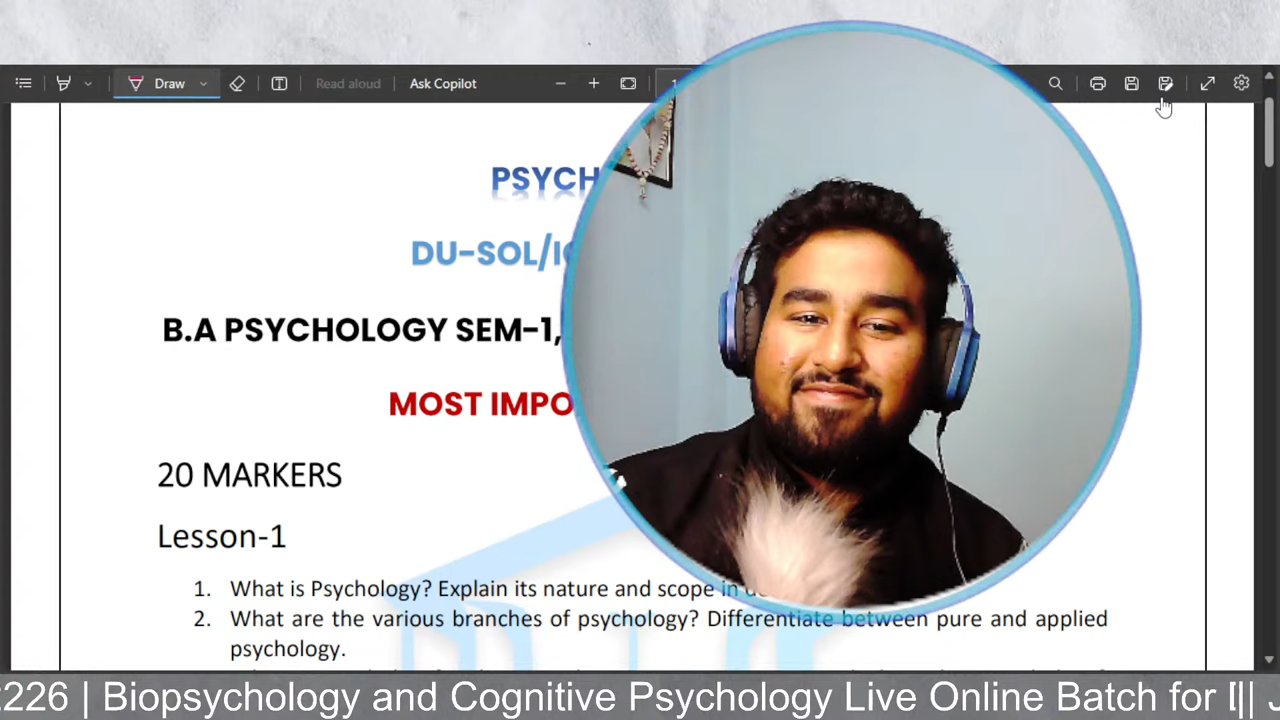 Draw
Read aloud
Ask Copilot
PSYCH
DU-SOL/I
B.A PSYCHOLOGY SEM-1,
MOST IMPO
20 MARKERS
Lesson-1
1. What is Psychology? Explain its nature and scope in
2. What are the various branches of psychology? Differentiate between pure and applied
psychology.
226 | Biopsychology and Cognitive Psychology Live Online Batch for